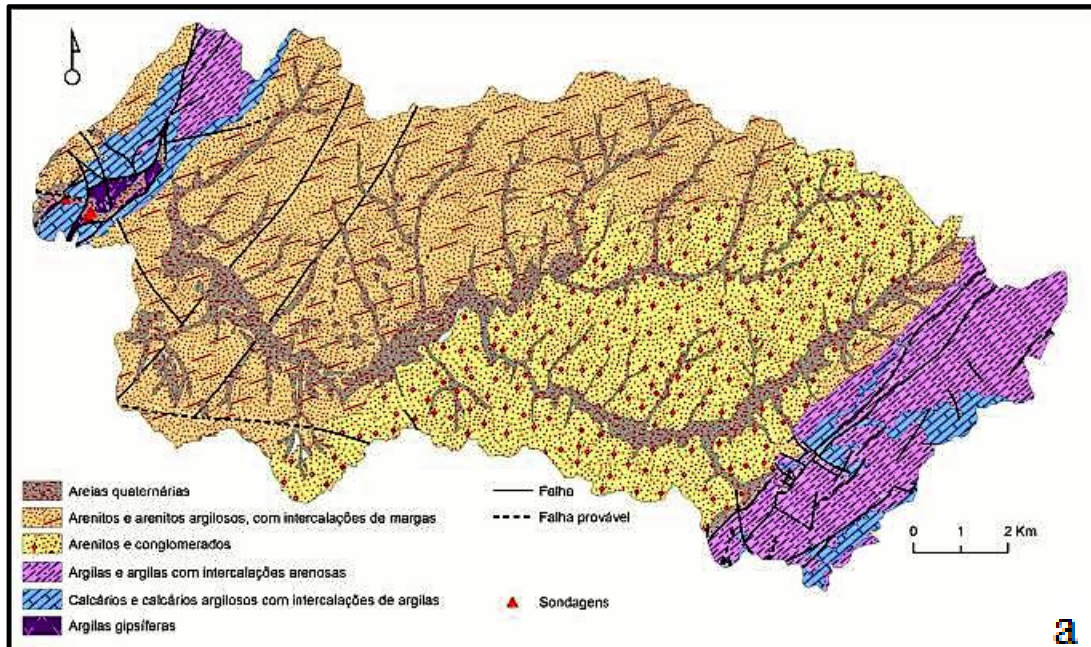 Areias quaternárias
Arenitos e arenitos argilosos, com intercalações de margas
Arenitos e conglomerados
Argilas e argilas com intercalações arenosas
Calcários e calcários argilosos com intercalações de argilas
Argilas gipsíferas
Falha
Falha provável
Sondagens
0 1 2 Km
a